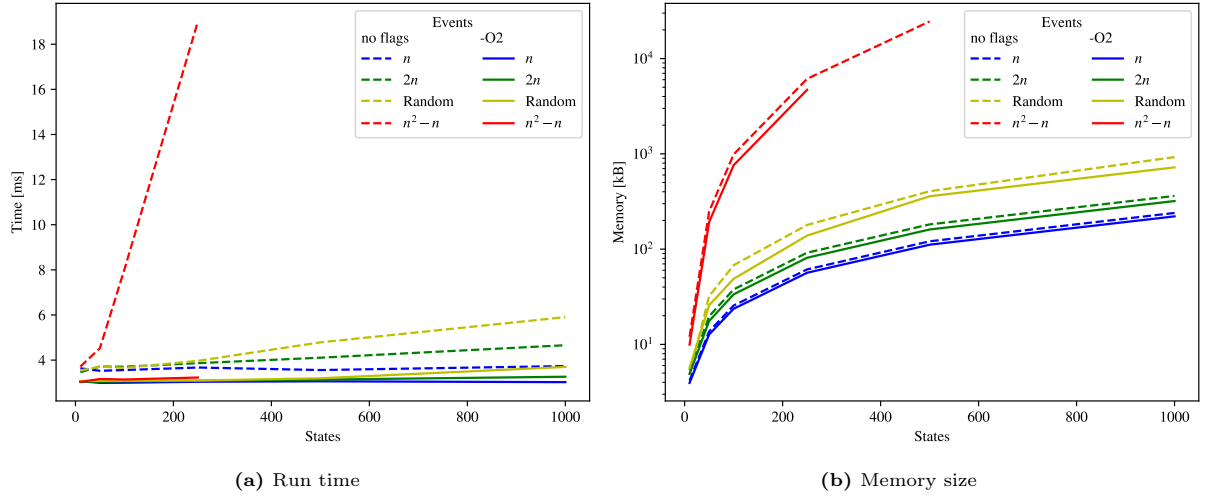 Events
no flags -O2
n n
2n 2n
Random Random
n² − n n² − n
18
16
14
12
10
8
6
4
Time [ms]
0 200 400 600 800 1000
States
(a) Run time
Events
no flags -O2
n n
2n 2n
Random Random
n² − n n² − n
10⁴
10³
10²
10¹
Memory [kB]
0 200 400 600 800 1000
States
(b) Memory size